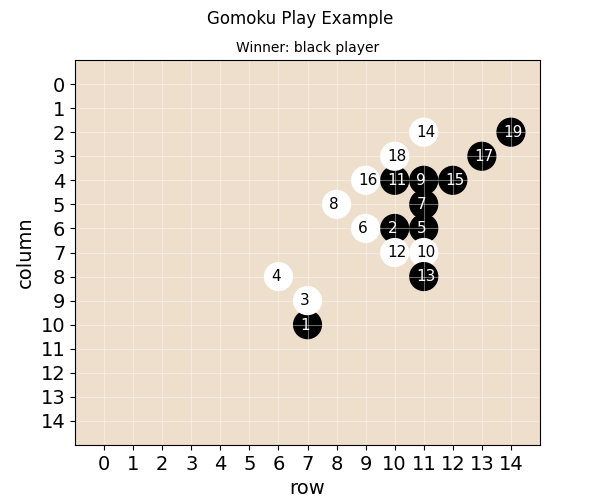 Gomoku Play Example
Winner: black player
0
1
2 14 19
3 18 17
4 16 11 9 15
5 8 7
6 6 2 5
7 12 10
8 4 13
9 3
10 1
11
12
13
14
column
0 1 2 3 4 5 6 7 8 9 10 11 12 13 14
row